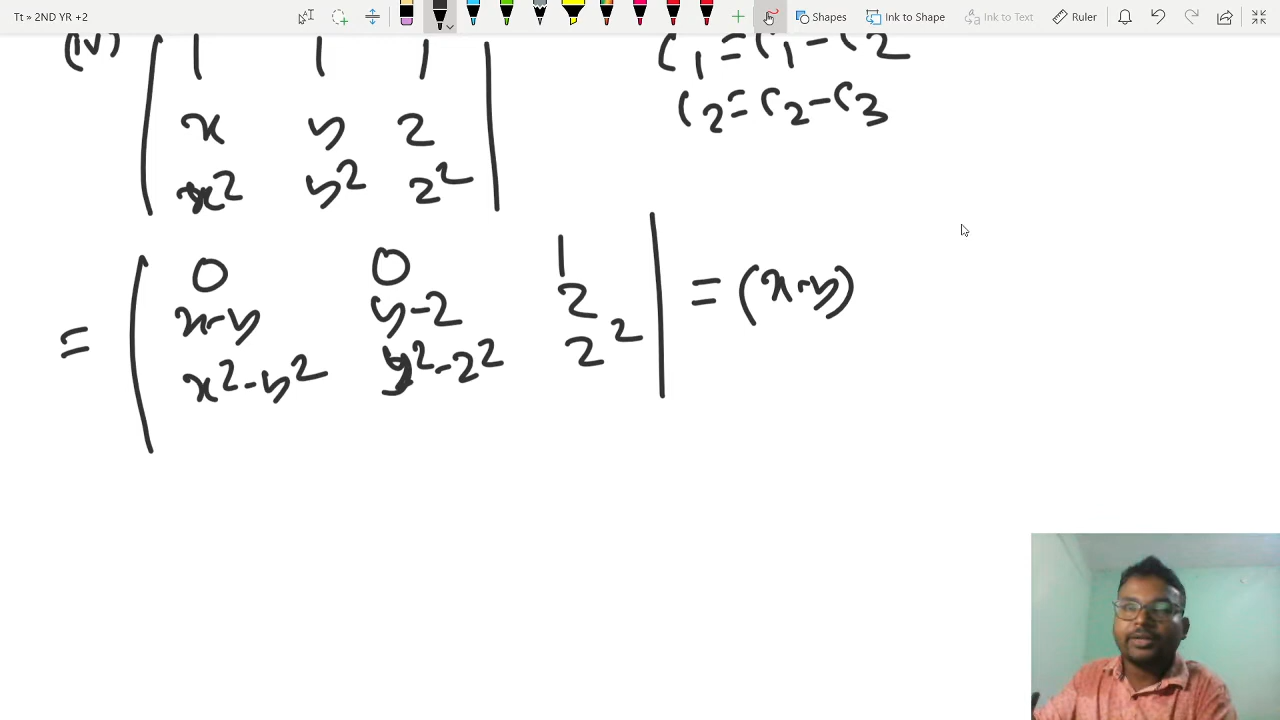 Tt » 2ND YR +2
Shapes
Ink to Shape
Ink to Text
Ruler
(iv) | 1 1 1 |
C1 = C1 - C2
| x y z |
C2 = C2 - C3
| x² y² z² |
= | 0 0 1 | = (x-y)
| x-y y-z z |
| x²-y² y²-z² z² |